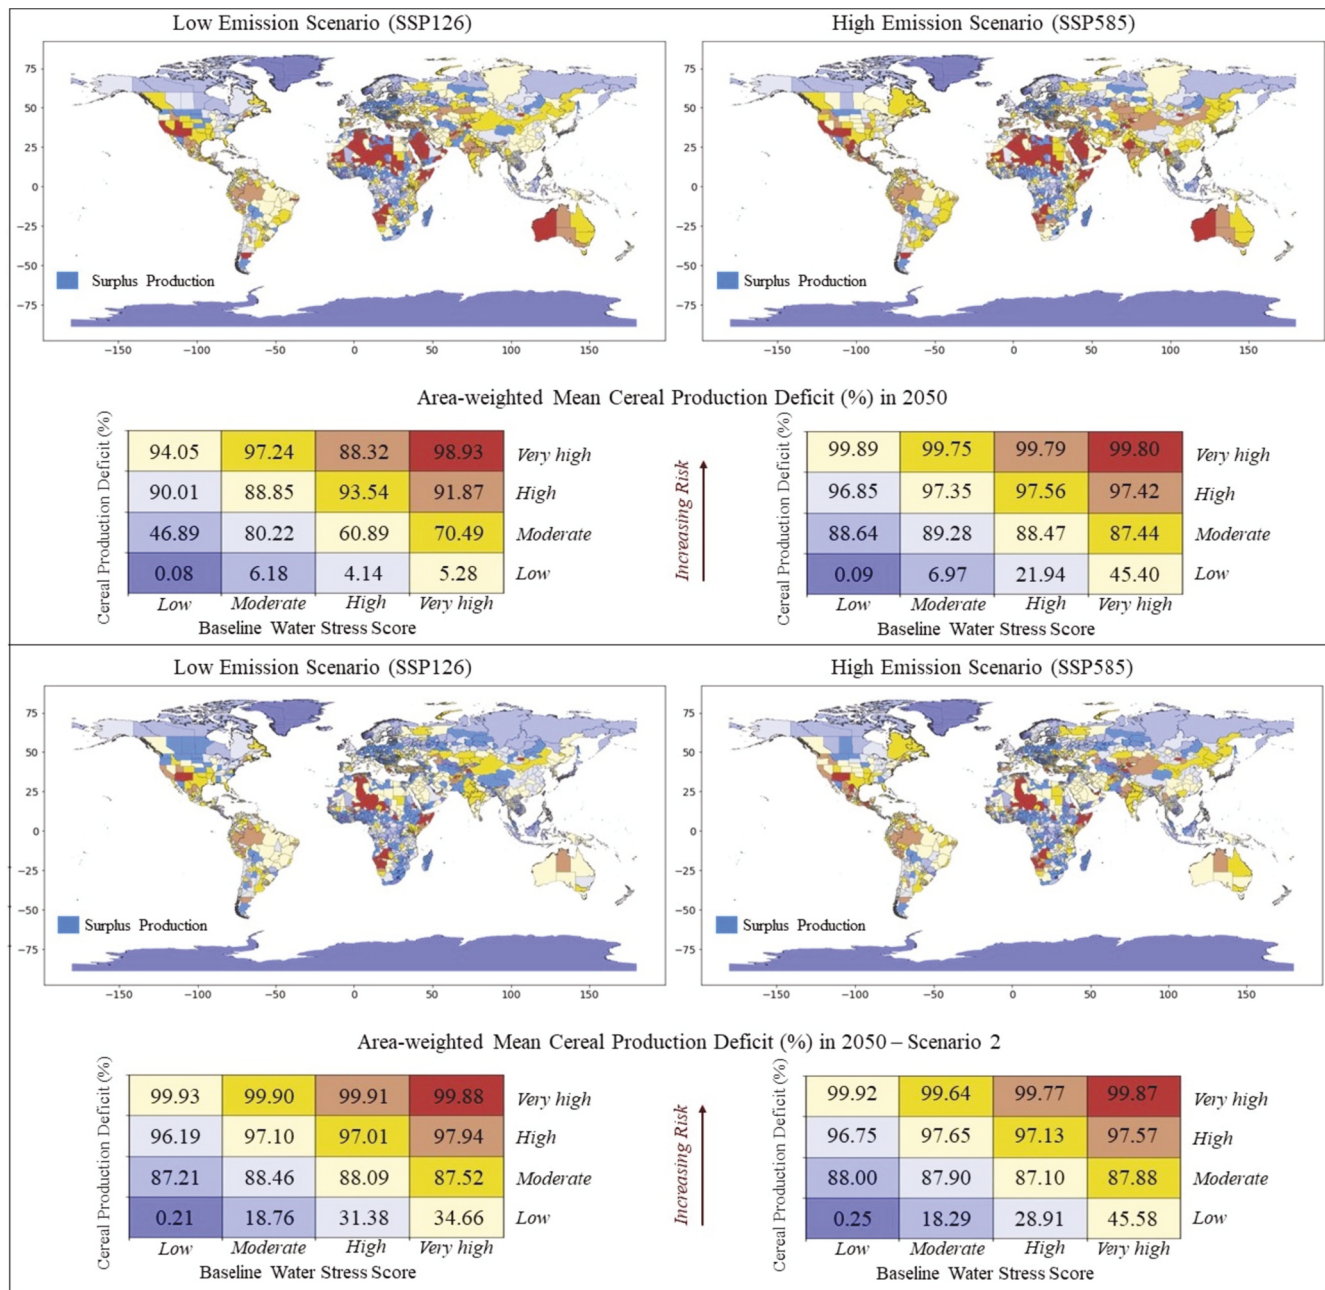 Low Emission Scenario (SSP126)
High Emission Scenario (SSP585)
75
50
25
0
−25
−50
−75
−150 −100 −50 0 50 100 150
Surplus Production
75
50
25
0
−25
−50
−75
−150 −100 −50 0 50 100 150
Surplus Production
Area-weighted Mean Cereal Production Deficit (%) in 2050
Cereal Production Deficit (%)
94.05 97.24 88.32 98.93 Very high
90.01 88.85 93.54 91.87 High
46.89 80.22 60.89 70.49 Moderate
0.08 6.18 4.14 5.28 Low
Low Moderate High Very high
Baseline Water Stress Score
Increasing Risk
Cereal Production Deficit (%)
99.89 99.75 99.79 99.80 Very high
96.85 97.35 97.56 97.42 High
88.64 89.28 88.47 87.44 Moderate
0.09 6.97 21.94 45.40 Low
Low Moderate High Very high
Baseline Water Stress Score
Low Emission Scenario (SSP126)
High Emission Scenario (SSP585)
75
50
25
0
−25
−50
−75
−150 −100 −50 0 50 100 150
Surplus Production
75
50
25
0
−25
−50
−75
−150 −100 −50 0 50 100 150
Surplus Production
Area-weighted Mean Cereal Production Deficit (%) in 2050 – Scenario 2
Cereal Production Deficit (%)
99.93 99.90 99.91 99.88 Very high
96.19 97.10 97.01 97.94 High
87.21 88.46 88.09 87.52 Moderate
0.21 18.76 31.38 34.66 Low
Low Moderate High Very high
Baseline Water Stress Score
Increasing Risk
Cereal Production Deficit (%)
99.92 99.64 99.77 99.87 Very high
96.75 97.65 97.13 97.57 High
88.00 87.90 87.10 87.88 Moderate
0.25 18.29 28.91 45.58 Low
Low Moderate High Very high
Baseline Water Stress Score